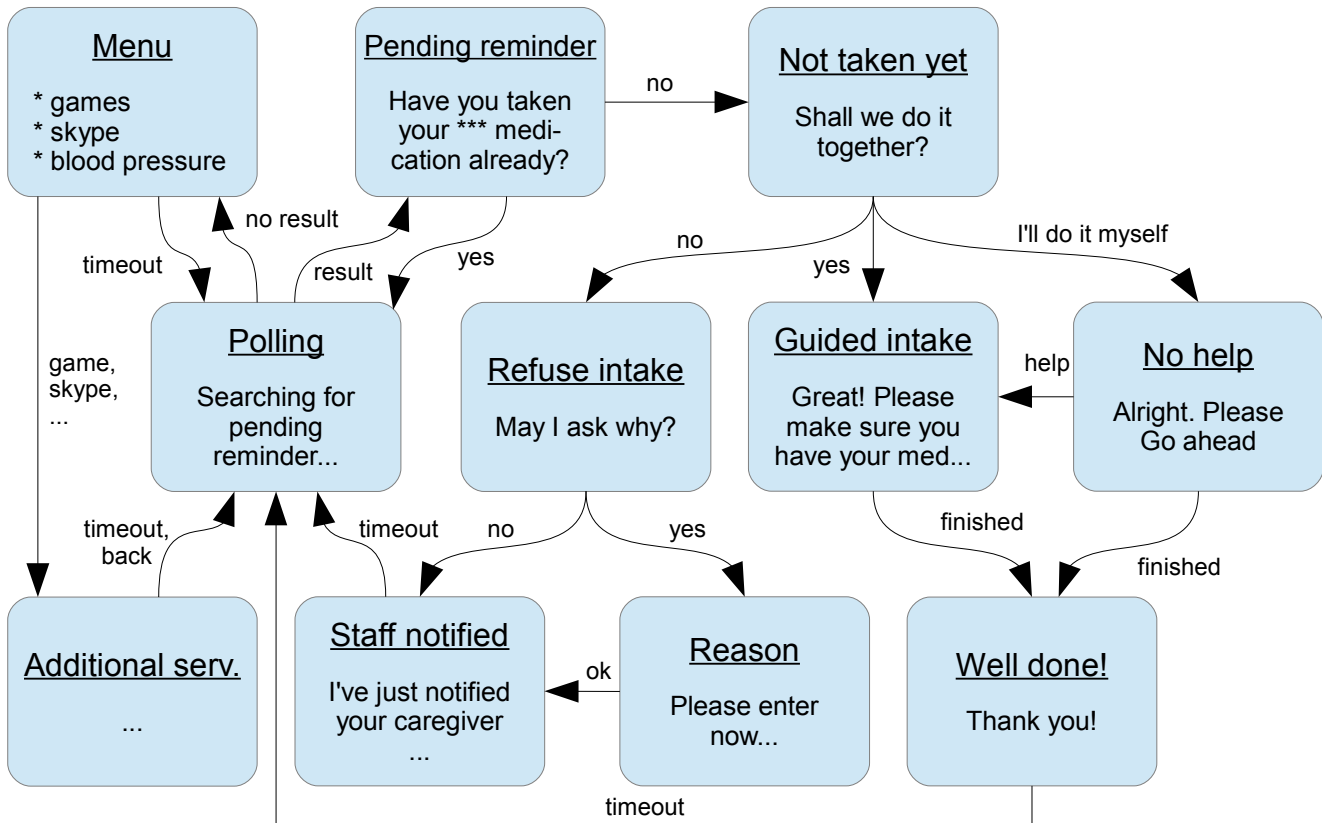 Menu
* games
* skype
* blood pressure
Pending reminder
Have you taken
your *** medi-
cation already?
no
Not taken yet
Shall we do it
together?
timeout
no result
result
yes
no
yes
I'll do it myself
game,
skype,
...
Polling
Searching for
pending
reminder...
Refuse intake
May I ask why?
Guided intake
Great! Please
make sure you
have your med...
help
No help
Alright. Please
Go ahead
timeout,
back
timeout
no
yes
finished
finished
Additional serv.
...
Staff notified
I've just notified
your caregiver
...
ok
Reason
Please enter
now...
Well done!
Thank you!
timeout